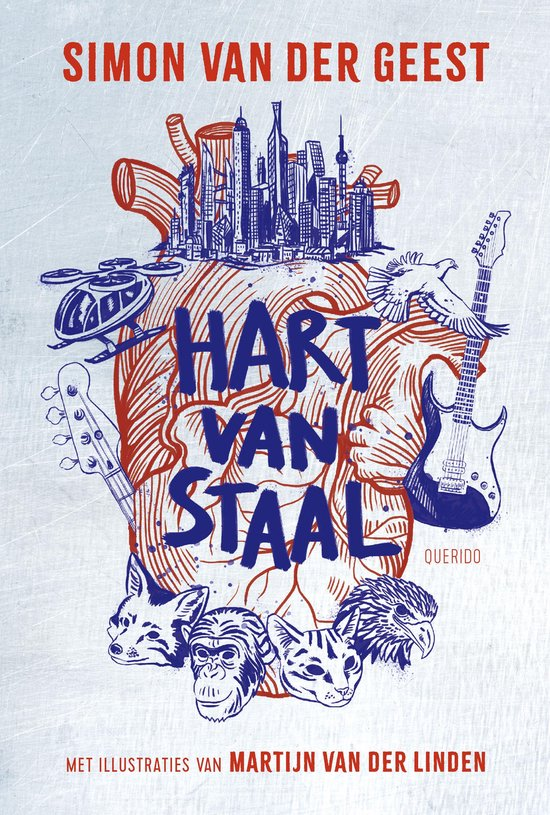 SIMON VAN DER GEEST
HART
VAN
STAAL
QUERIDO
MET ILLUSTRATIES VAN MARTIJN VAN DER LINDEN